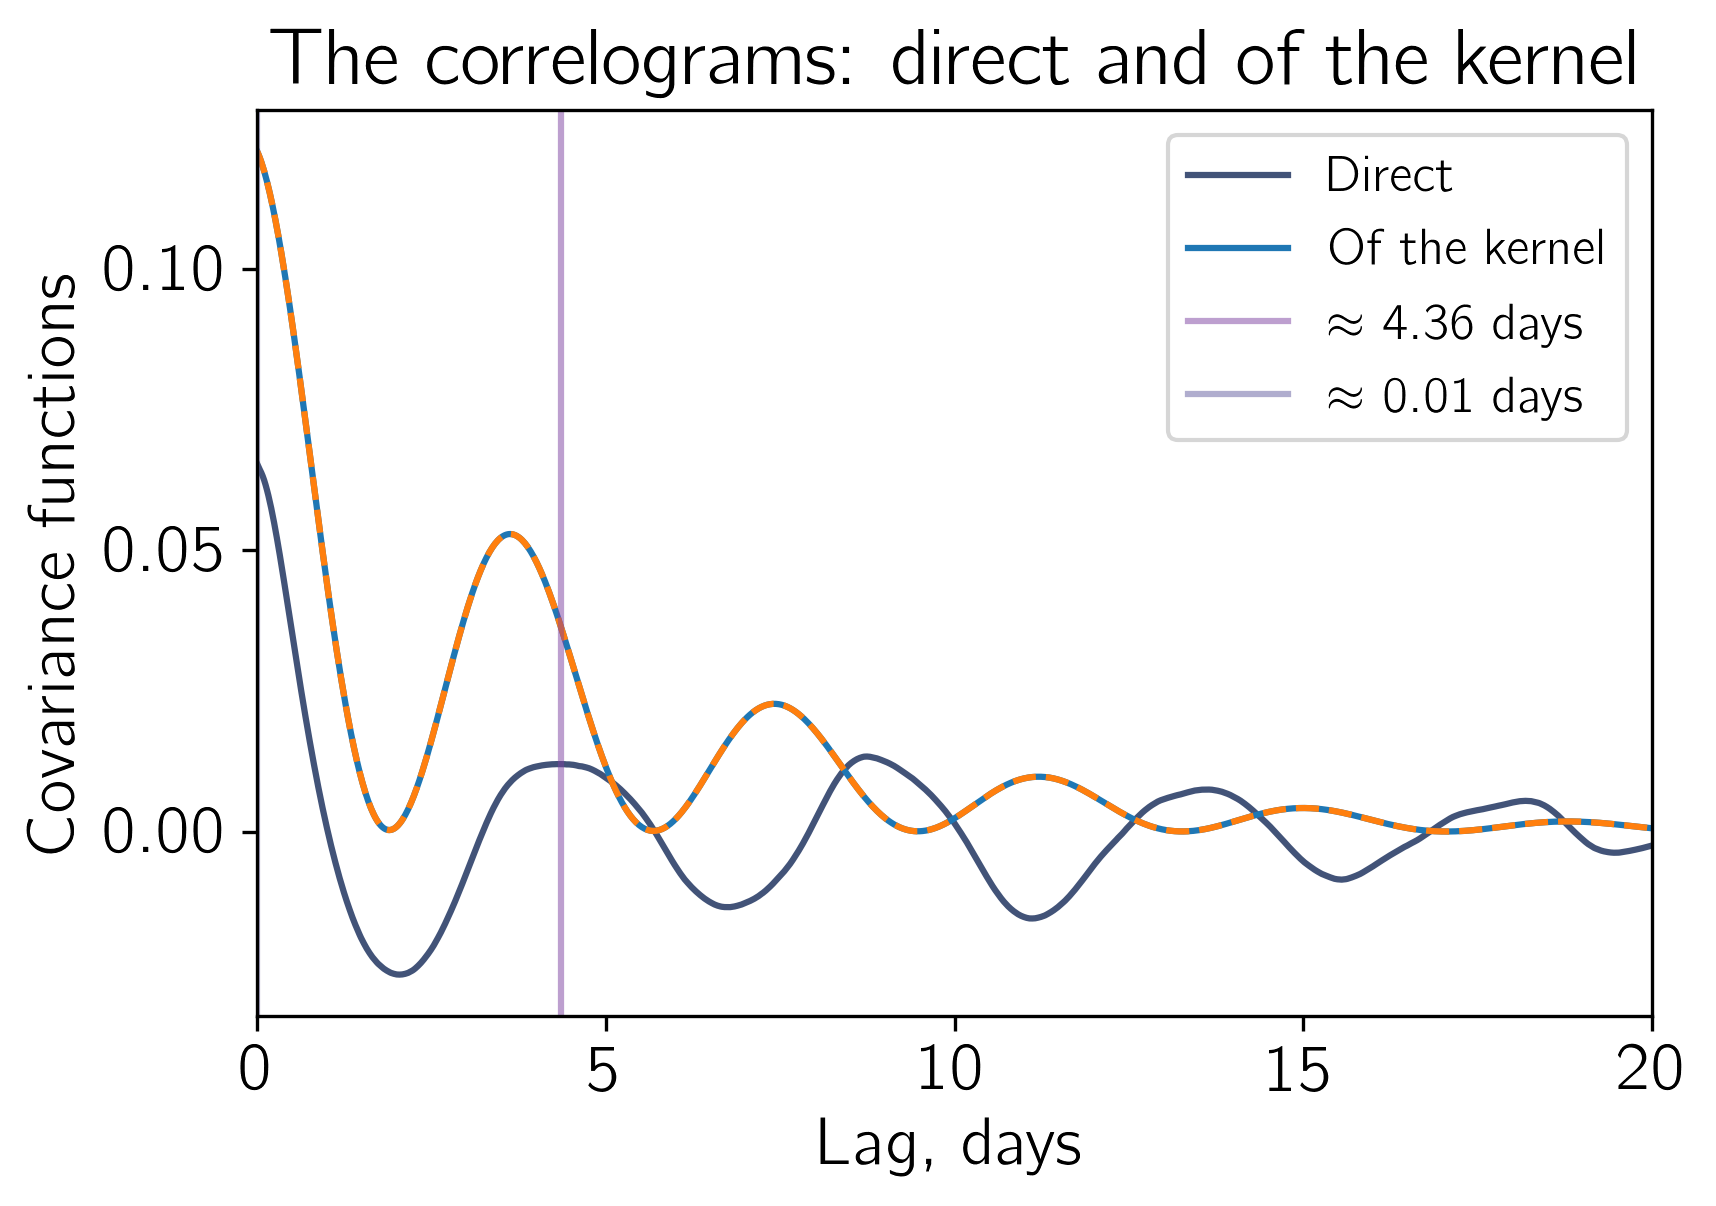 The correlograms: direct and of the kernel
Covariance functions
0.10
0.05
0.00
Direct
Of the kernel
≈ 4.36 days
≈ 0.01 days
0 5 10 15 20
Lag, days